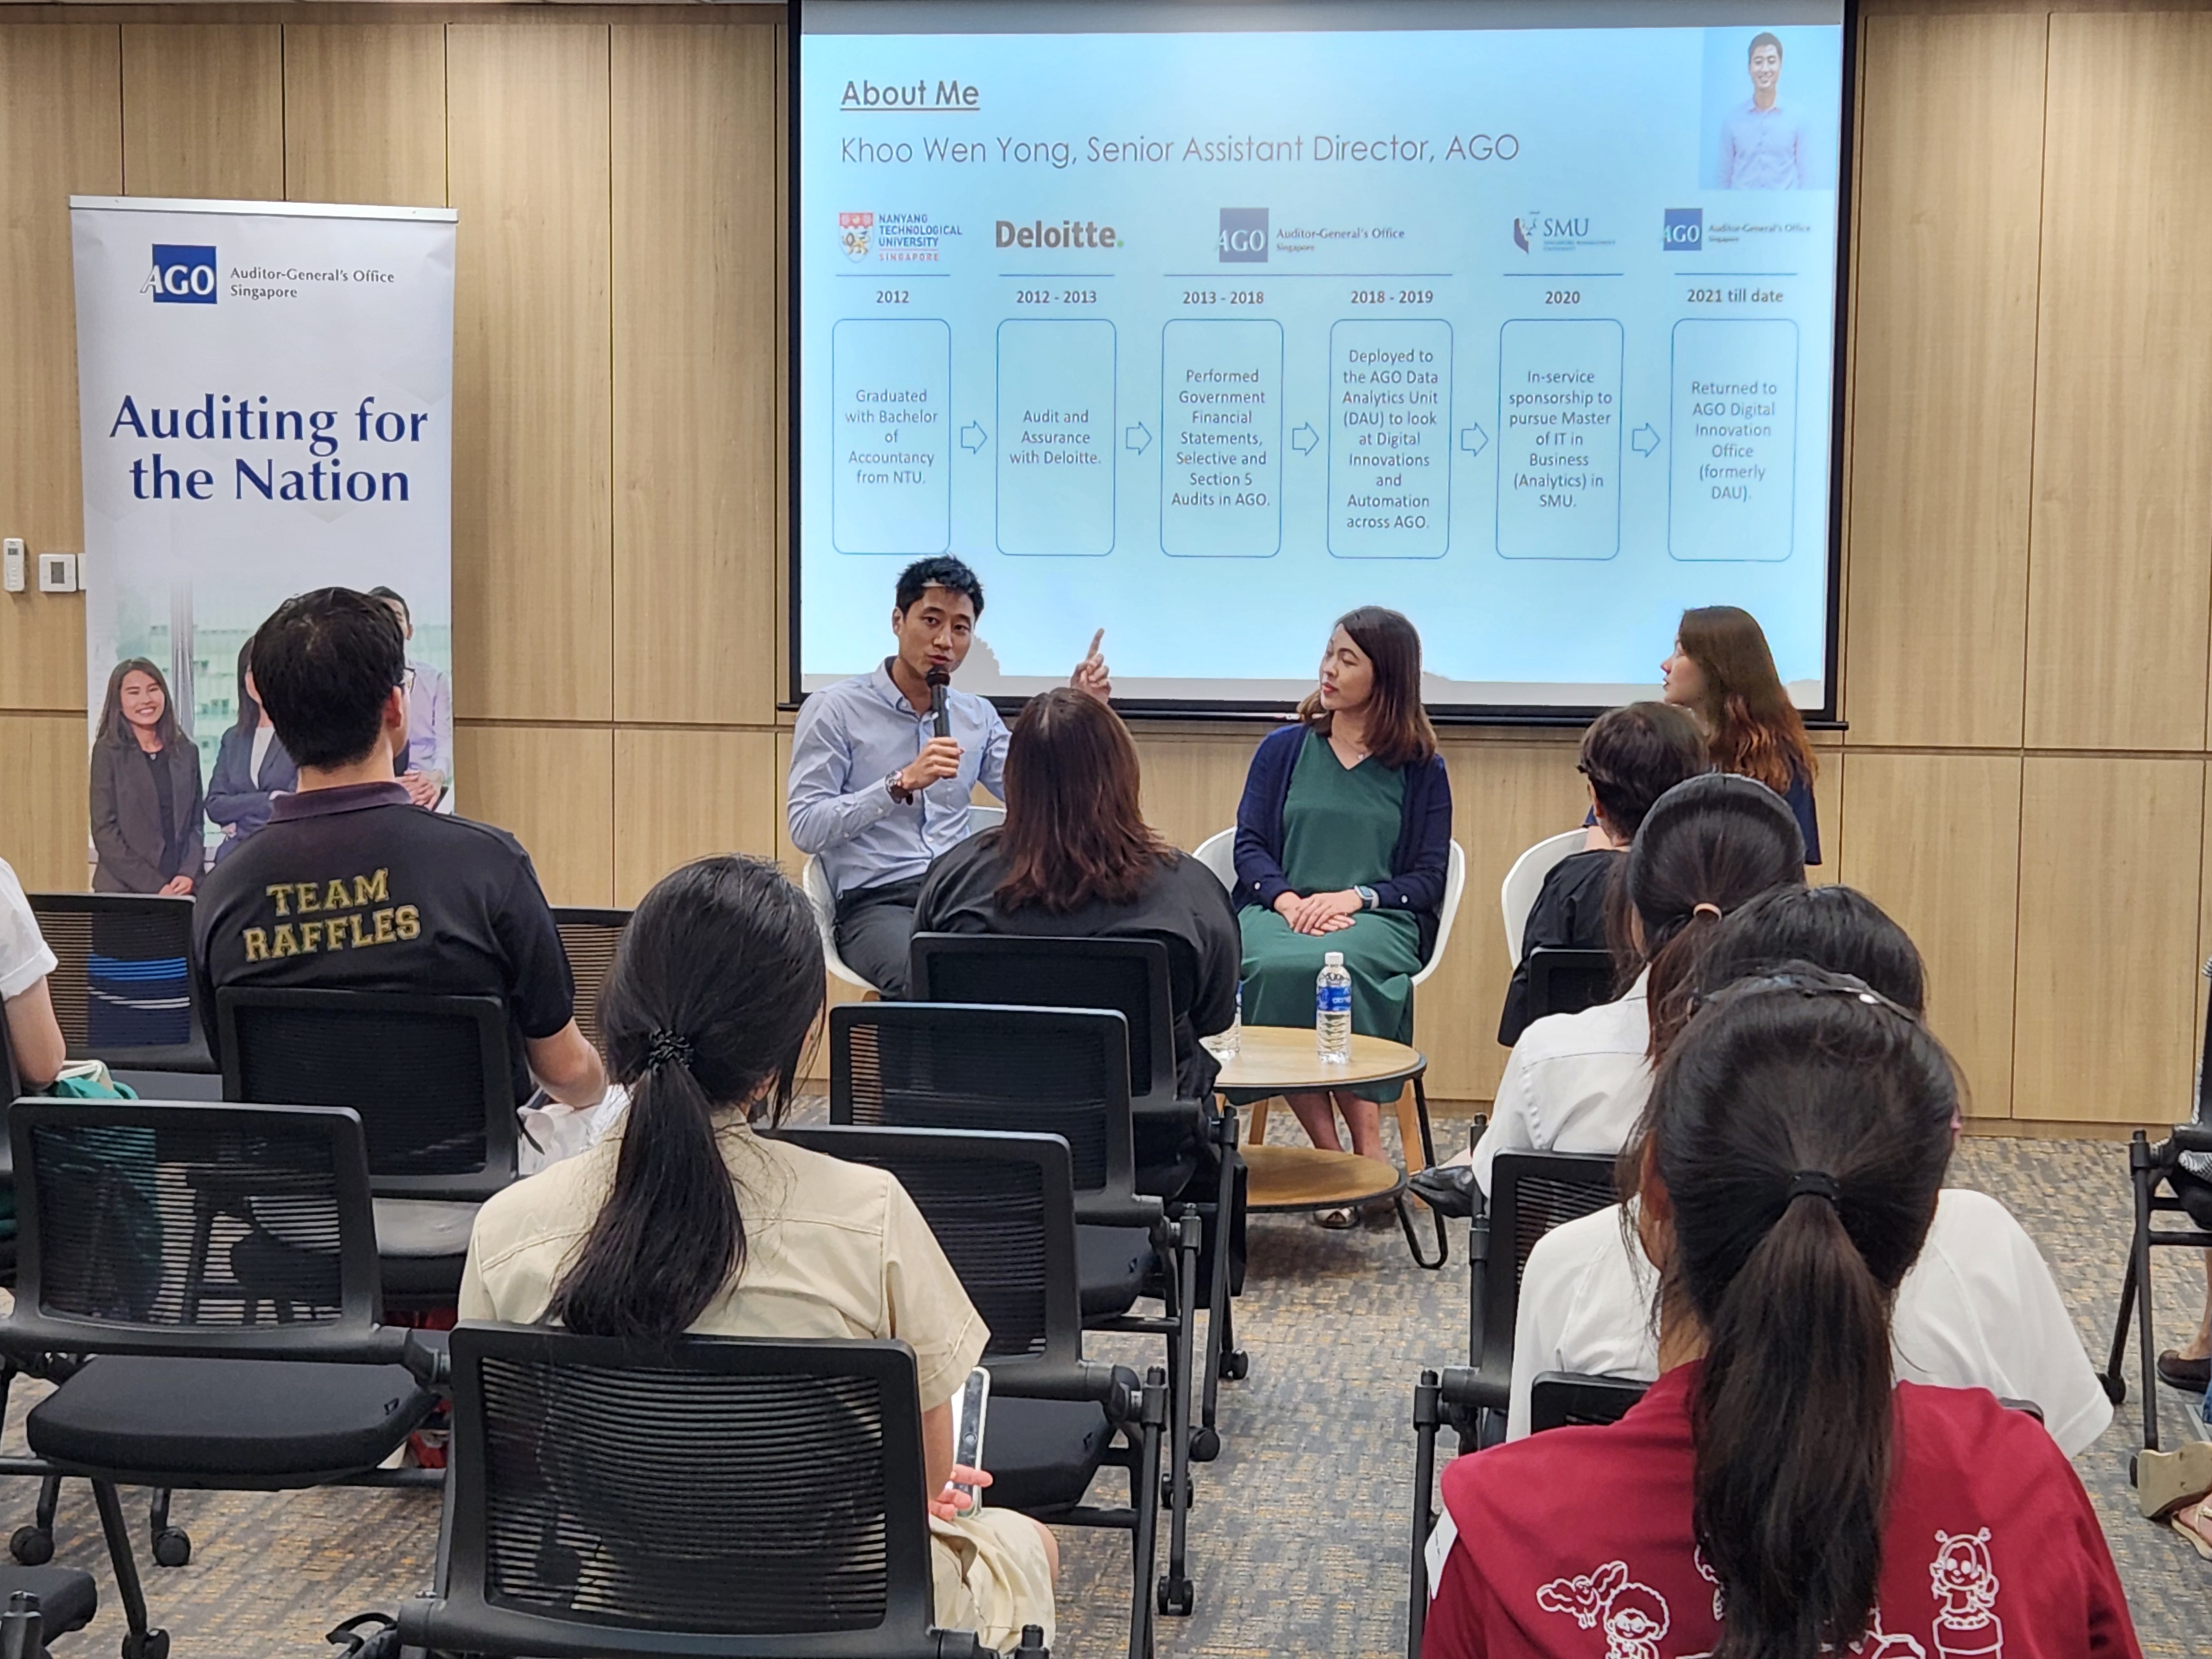 About Me
Khoo Wen Yong, Senior Assistant Director, AGO
NANYANG
TECHNOLOGICAL
UNIVERSITY
SINGAPORE
Deloitte.
AGO
Auditor-General's Office
Singapore
SMU
SINGAPORE MANAGEMENT
UNIVERSITY
AGO
Auditor-General's Office
Singapore
2012
2012 - 2013
2013 - 2018
2018 - 2019
2020
2021 till date
Graduated
with Bachelor
of
Accountancy
from NTU.
Audit and
Assurance
with Deloitte.
Performed
Government
Financial
Statements,
Selective and
Section 5
Audits in AGO.
Deployed to
the AGO Data
Analytics Unit
(DAU) to look
at Digital
Innovations
and
Automation
across AGO.
In-service
sponsorship to
pursue Master
of IT in
Business
(Analytics) in
SMU.
Returned to
AGO Digital
Innovation
Office
(formerly
DAU).
AGO
Auditor-General's Office
Singapore
Auditing for
the Nation
TEAM
RAFFLES